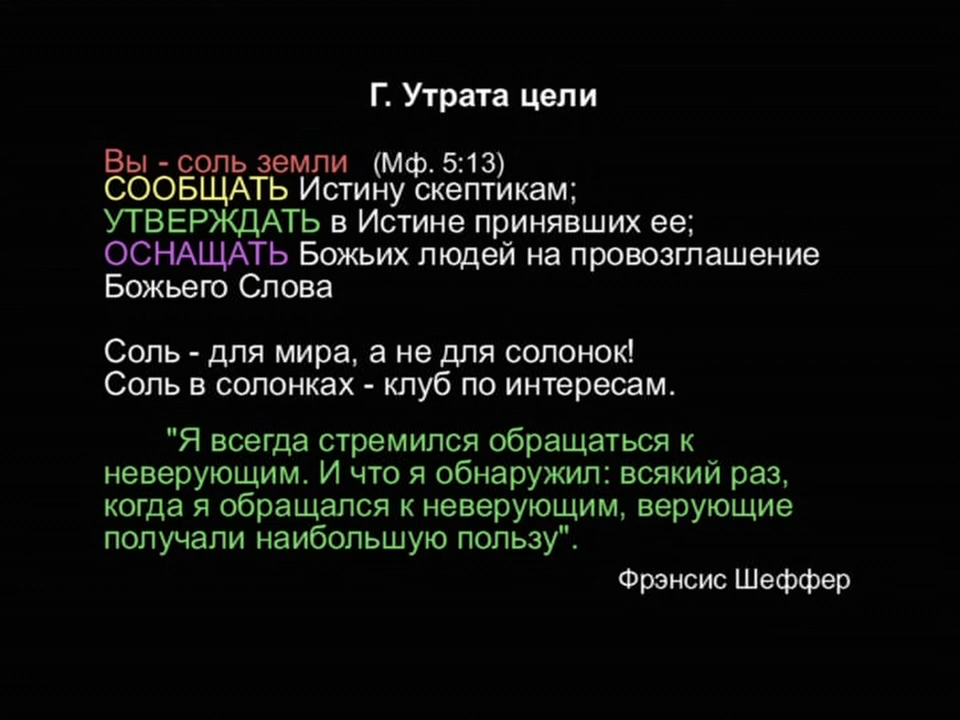 Г. Утрата цели
Вы - соль земли (Мф. 5:13)
СООБЩАТЬ Истину скептикам;
УТВЕРЖДАТЬ в Истине принявших ее;
ОСНАЩАТЬ Божьих людей на провозглашение
Божьего Слова
Соль - для мира, а не для солонок!
Соль в солонках - клуб по интересам.
"Я всегда стремился обращаться к
неверующим. И что я обнаружил: всякий раз,
когда я обращался к неверующим, верующие
получали наибольшую пользу".
Фрэнсис Шеффер